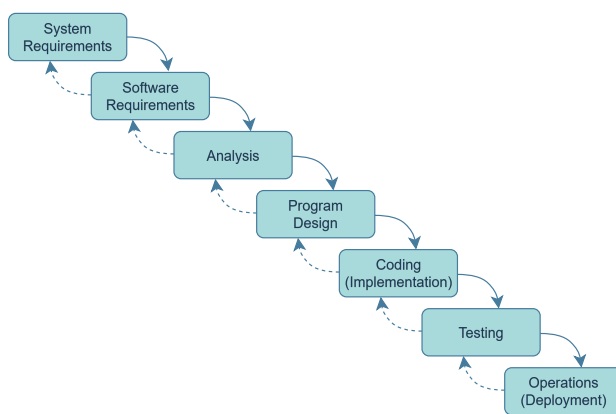 System
Requirements
Software
Requirements
Analysis
Program
Design
Coding
(Implementation)
Testing
Operations
(Deployment)